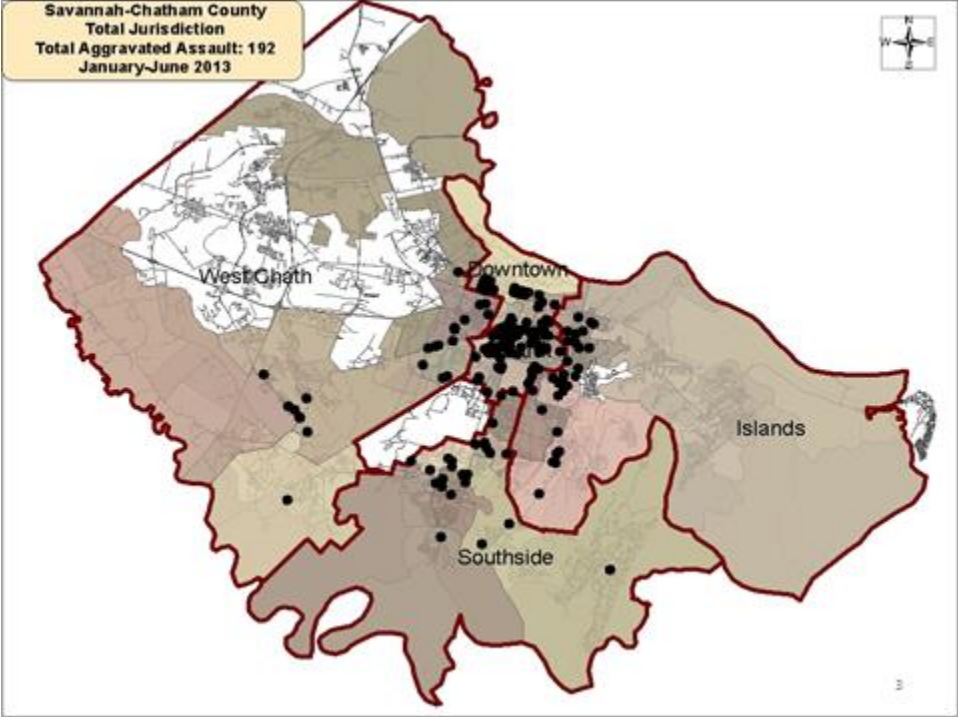 Savannah-Chatham County
Total Jurisdiction
Total Aggravated Assault: 192
January-June 2013
N
W E
S
West Chath
Downtown
Islands
Southside
3